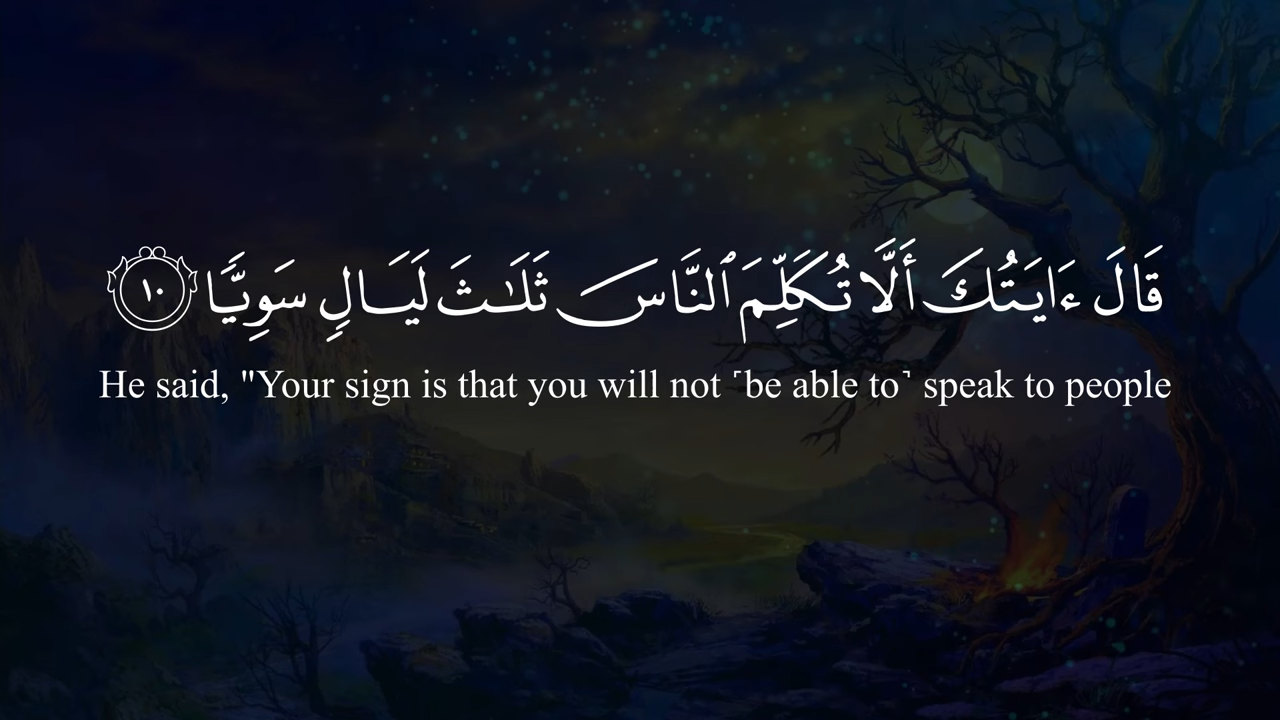 قَالَ ءَايَتُكَ أَلَّا تُكَلِّمَ ٱلنَّاسَ ثَلَـٰثَ لَيَالٍ سَوِيًّا ١٠
He said, "Your sign is that you will not ˹be able to˺ speak to people